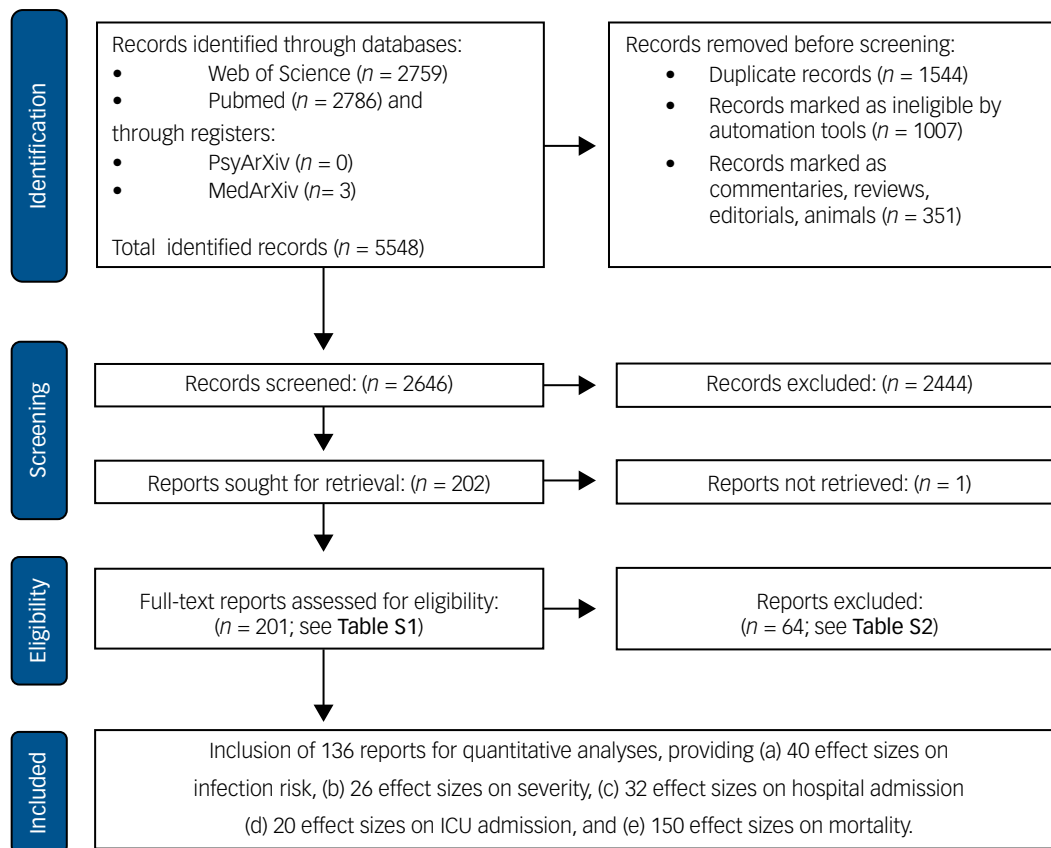 Identification
Records identified through databases:
• Web of Science (n = 2759)
• Pubmed (n = 2786) and
through registers:
• PsyArXiv (n = 0)
• MedArXiv (n= 3)
Total identified records (n = 5548)
Records removed before screening:
• Duplicate records (n = 1544)
• Records marked as ineligible by
automation tools (n = 1007)
• Records marked as
commentaries, reviews,
editorials, animals (n = 351)
Screening
Records screened: (n = 2646)
Records excluded: (n = 2444)
Reports sought for retrieval: (n = 202)
Reports not retrieved: (n = 1)
Eligibility
Full-text reports assessed for eligibility:
(n = 201; see Table S1)
Reports excluded:
(n = 64; see Table S2)
Included
Inclusion of 136 reports for quantitative analyses, providing (a) 40 effect sizes on
infection risk, (b) 26 effect sizes on severity, (c) 32 effect sizes on hospital admission
(d) 20 effect sizes on ICU admission, and (e) 150 effect sizes on mortality.